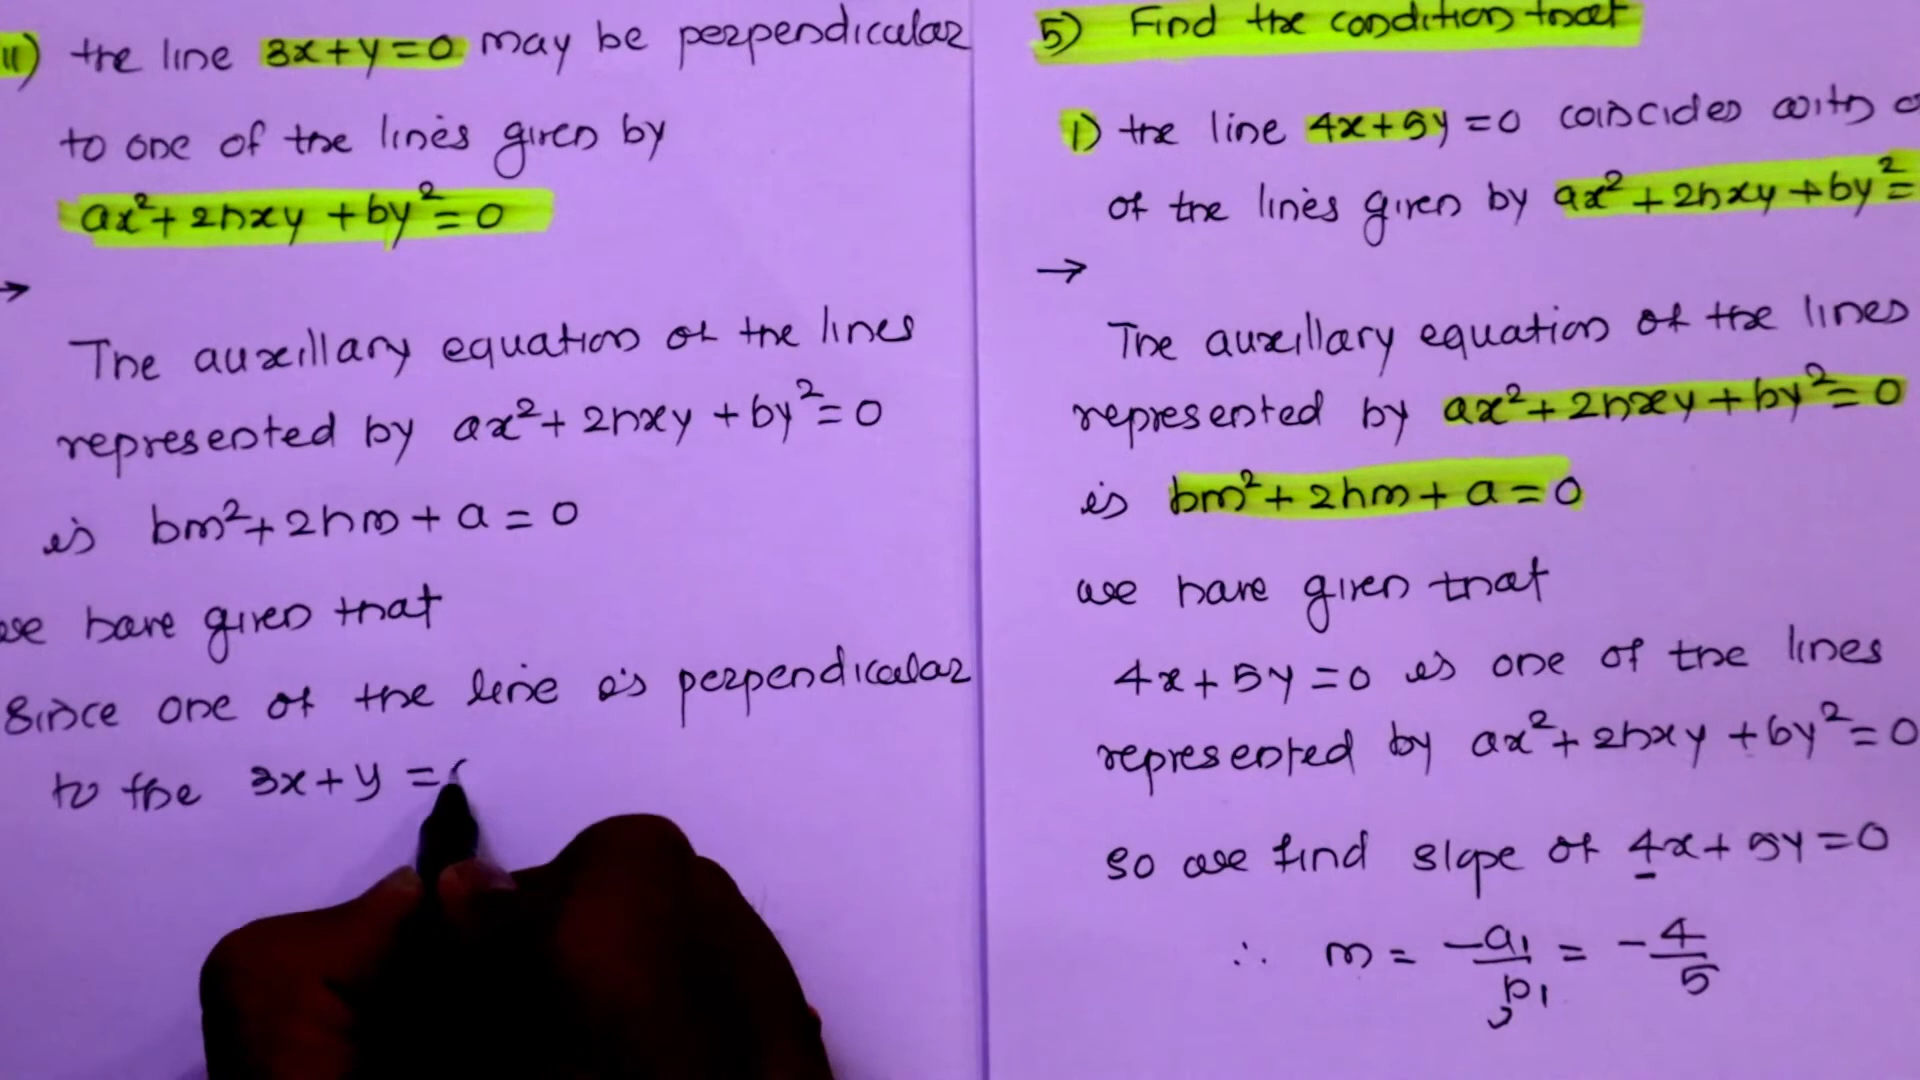 ii) the line 3x+y=0 may be perpendicular
to one of the lines given by
ax²+2hxy+by²=0
→
The auxillary equation of the lines
represented by ax²+2hxy+by²=0
is bm²+2hm+a=0
we have given that
Since one of the line is perpendicular
to the 3x+y=
5) Find the condition that
i) the line 4x+5y=0 coincides with
of the lines given by ax²+2hxy+by²=
→
The auxillary equation of the lines
represented by ax²+2hxy+by²=0
is bm²+2hm+a=0
we have given that
4x+5y=0 is one of the lines
represented by ax²+2hxy+by²=0
so we find slope of 4x+5y=0
∴ m = -a₁/b₁ = -4/5